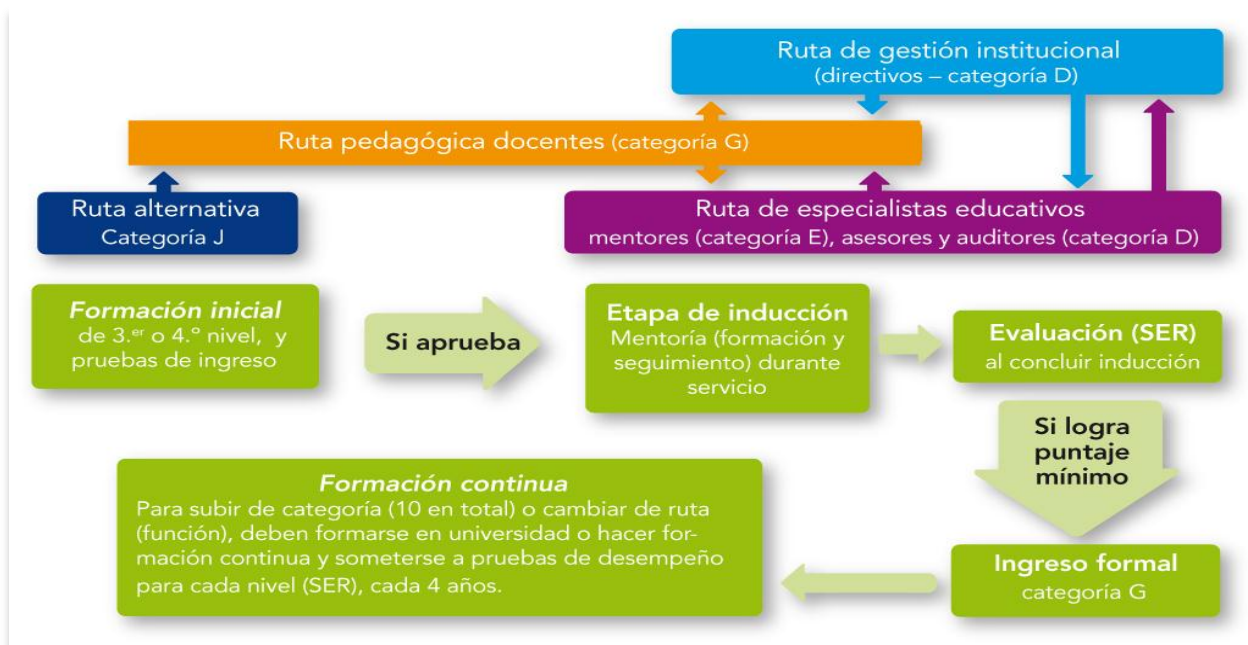 Ruta de gestión institucional
(directivos – categoría D)
Ruta pedagógica docentes (categoría G)
Ruta alternativa
Categoría J
Ruta de especialistas educativos
mentores (categoría E), asesores y auditores (categoría D)
Formación inicial
de 3.er o 4.º nivel, y
pruebas de ingreso
Si aprueba
Etapa de inducción
Mentoría (formación y
seguimiento) durante
servicio
Evaluación (SER)
al concluir inducción
Si logra
puntaje
mínimo
Ingreso formal
categoría G
Formación continua
Para subir de categoría (10 en total) o cambiar de ruta
(función), deben formarse en universidad o hacer for-
mación continua y someterse a pruebas de desempeño
para cada nivel (SER), cada 4 años.